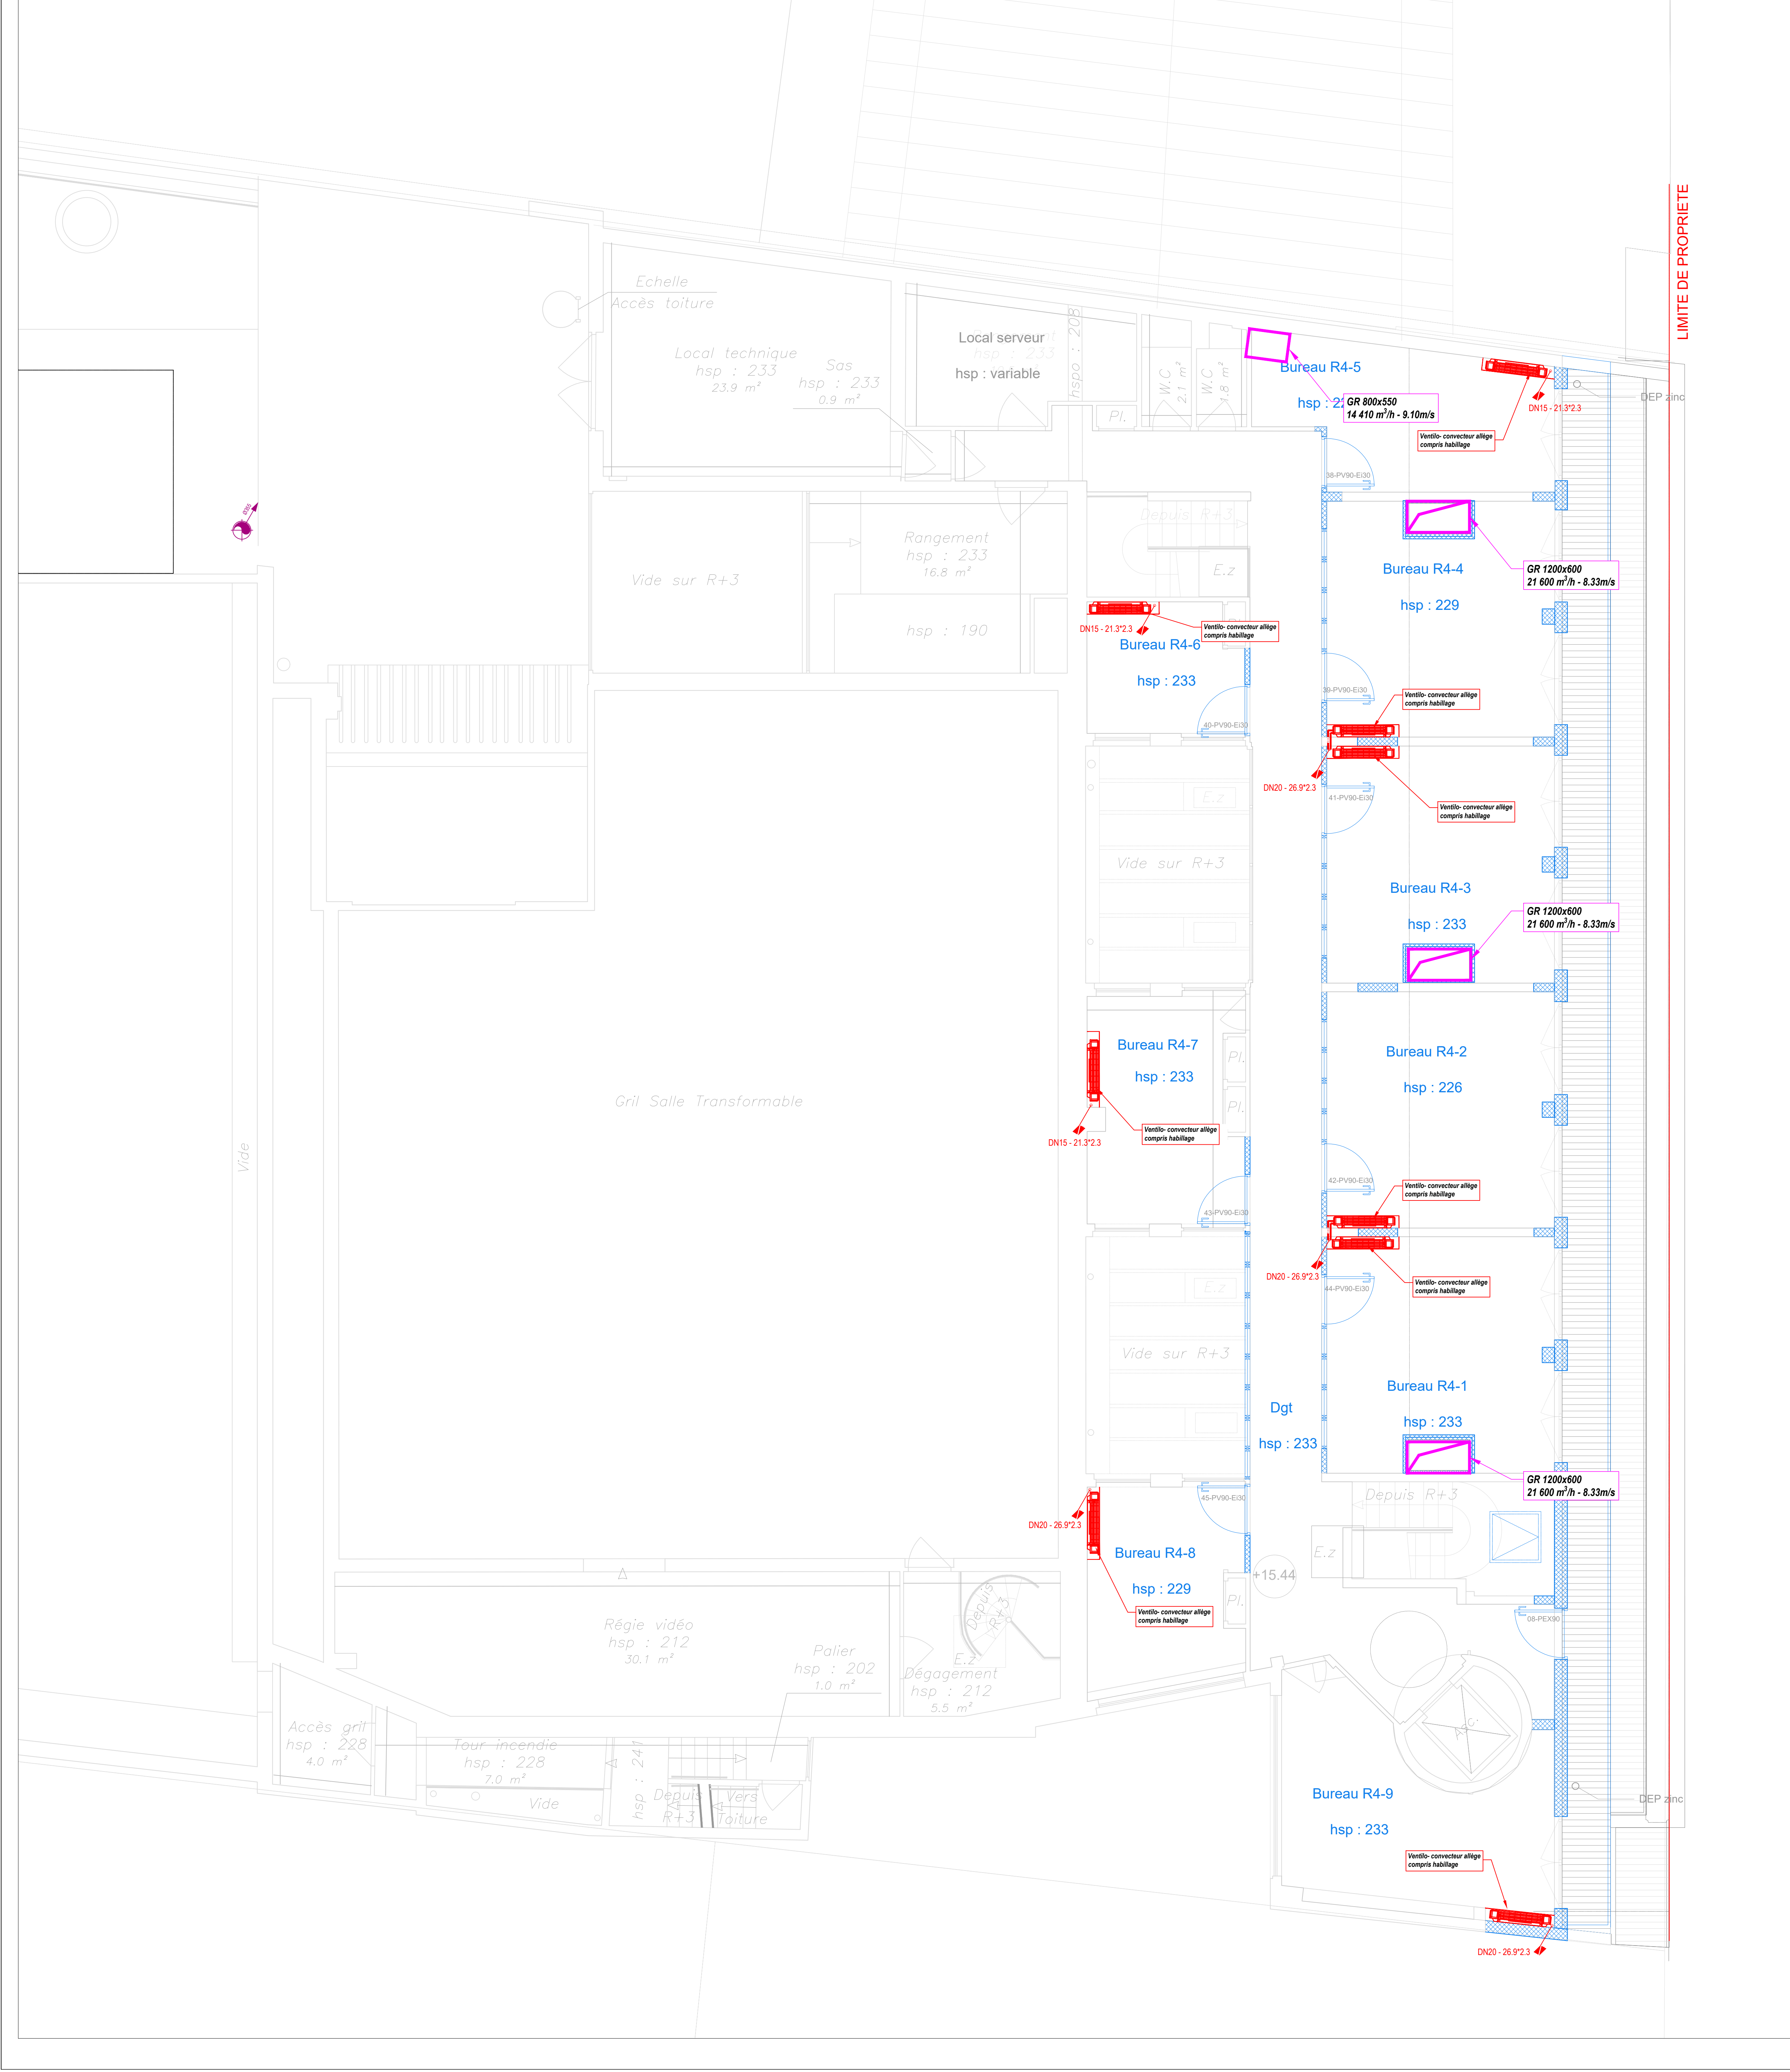 LIMITE DE PROPRIETE
Echelle
Accès toiture
Local technique
hsp : 233
23.9 m²
Sas
hsp : 233
0.9 m²
Local serveur
hsp : 233
hsp : variable
hspo : 208
W.C
2.1 m²
W.C
1.8 m²
Pl.
Bureau R4-5
GR 800x550
14 410 m³/h - 9.10m/s
DN15 - 21.3*2.3
DEP zinc
Ventilo- convecteur allège
compris habillage
38-PV90-Ei30
Ø355
Vide sur R+3
Rangement
hsp : 233
16.8 m²
hsp : 190
Depuis R+3
E.z
Bureau R4-4
hsp : 229
GR 1200x600
21 600 m³/h - 8.33m/s
DN15 - 21.3*2.3
Ventilo- convecteur allège
compris habillage
Bureau R4-6
hsp : 233
39-PV90-Ei30
Ventilo- convecteur allège
compris habillage
40-PV90-Ei30
DN20 - 26.9*2.3
41-PV90-Ei30
Ventilo- convecteur allège
compris habillage
E.z
Vide sur R+3
Bureau R4-3
hsp : 233
GR 1200x600
21 600 m³/h - 8.33m/s
Bureau R4-7
hsp : 233
Pl.
Pl.
Bureau R4-2
hsp : 226
Gril Salle Transformable
Vide
Ventilo- convecteur allège
compris habillage
DN15 - 21.3*2.3
42-PV90-Ei30
Ventilo- convecteur allège
compris habillage
43-PV90-Ei30
DN20 - 26.9*2.3
44-PV90-Ei30
Ventilo- convecteur allège
compris habillage
E.z
Vide sur R+3
Bureau R4-1
hsp : 233
Dgt
hsp : 233
GR 1200x600
21 600 m³/h - 8.33m/s
45-PV90-Ei30
Depuis R+3
DN20 - 26.9*2.3
Bureau R4-8
hsp : 229
E.z
+15.44
Pl.
Ventilo- convecteur allège
compris habillage
08-PEX90
Régie vidéo
hsp : 212
30.1 m²
Palier
hsp : 202
1.0 m²
Depuis
R+3
E.z
Dégagement
hsp : 212
5.5 m²
Asc.
Accès gril
hsp : 228
4.0 m²
Tour incendie
hsp : 228
7.0 m²
Vide
hsp : 241
Depuis
R+3
Vers
Toiture
Bureau R4-9
hsp : 233
DEP zinc
Ventilo- convecteur allège
compris habillage
DN20 - 26.9*2.3